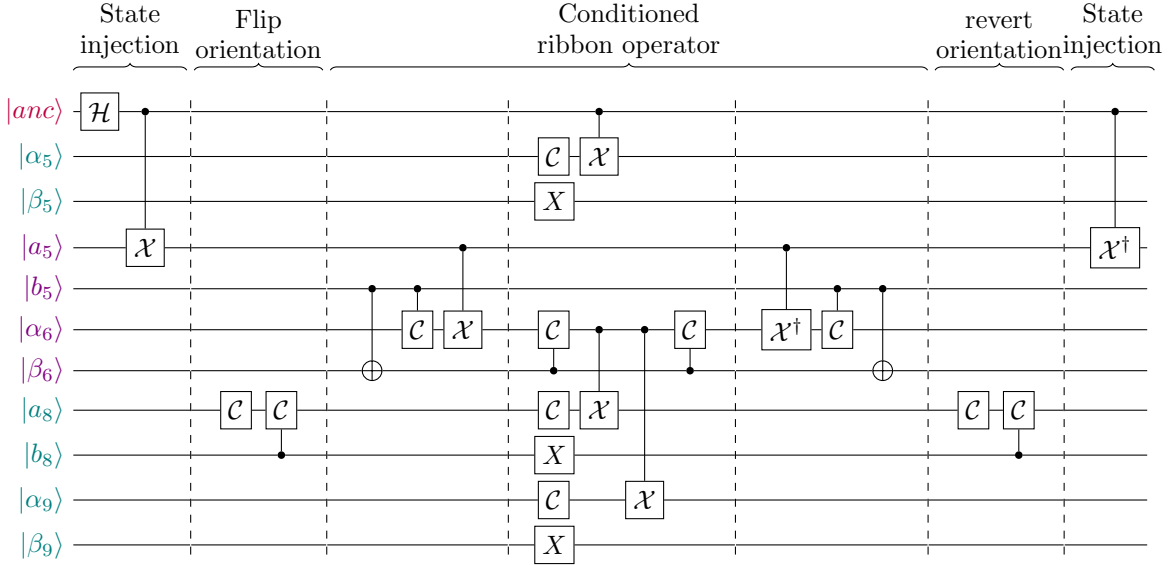 State injection
Flip orientation
Conditioned ribbon operator
revert orientation
State injection
|anc⟩ ℋ
|α₅⟩ 𝒞 𝒳
|β₅⟩ X
|a₅⟩ 𝒳 𝒳†
|b₅⟩ 𝒞
|α₆⟩ 𝒞 𝒳 𝒞 𝒞 𝒳† 𝒞
|β₆⟩
|a₈⟩ 𝒞 𝒞 𝒞 𝒳 𝒞 𝒞
|b₈⟩ X
|α₉⟩ 𝒞 𝒳
|β₉⟩ X